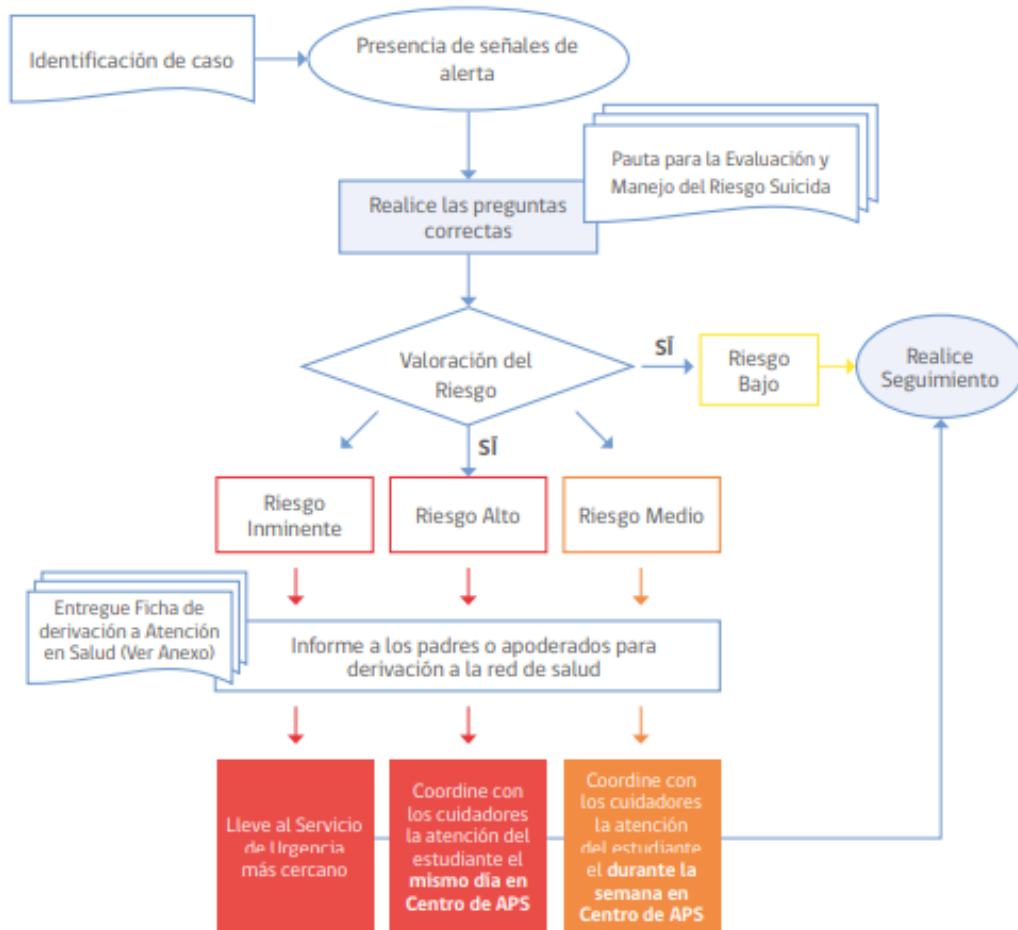 Identificación de caso
Presencia de señales de
alerta
Pauta para la Evaluación y
Manejo del Riesgo Suicida
Realice las preguntas
correctas
Valoración del
Riesgo
SÍ
Riesgo
Bajo
Realice
Seguimiento
SÍ
Riesgo
Inminente
Riesgo Alto
Riesgo Medio
Entregue Ficha de
derivación a Atención
en Salud (Ver Anexo)
Informe a los padres o apoderados para
derivación a la red de salud
Lleve al Servicio
de Urgencia
más cercano
Coordine con
los cuidadores
la atención del
estudiante el
mismo día en
Centro de APS
Coordine con
los cuidadores
la atención
del estudiante
el durante la
semana en
Centro de APS